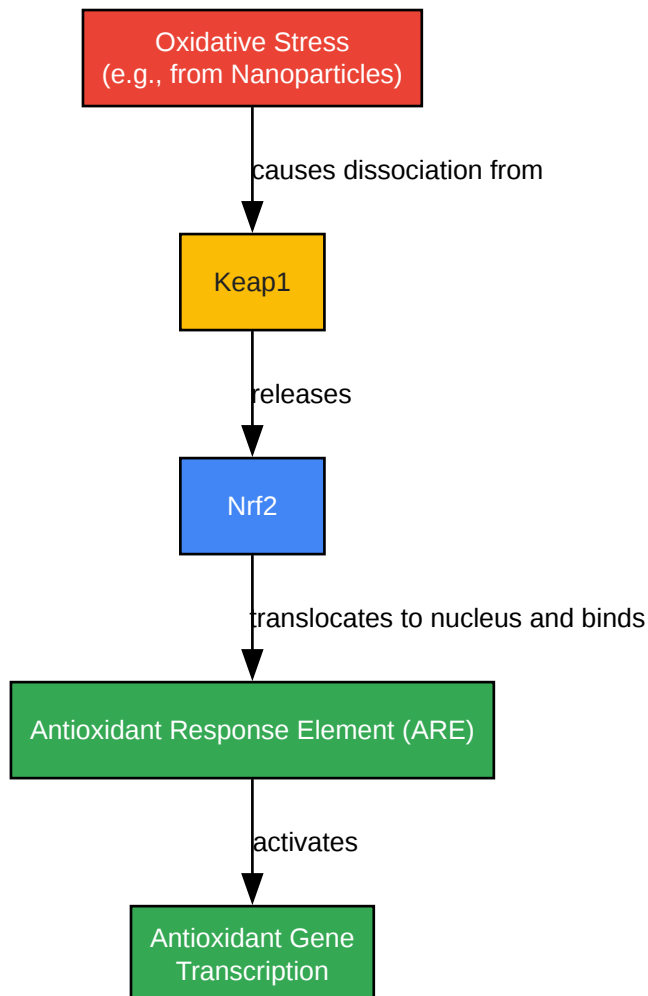 Oxidative Stress
(e.g., from Nanoparticles)
causes dissociation from
Keap1
releases
Nrf2
translocates to nucleus and binds
Antioxidant Response Element (ARE)
activates
Antioxidant Gene
Transcription